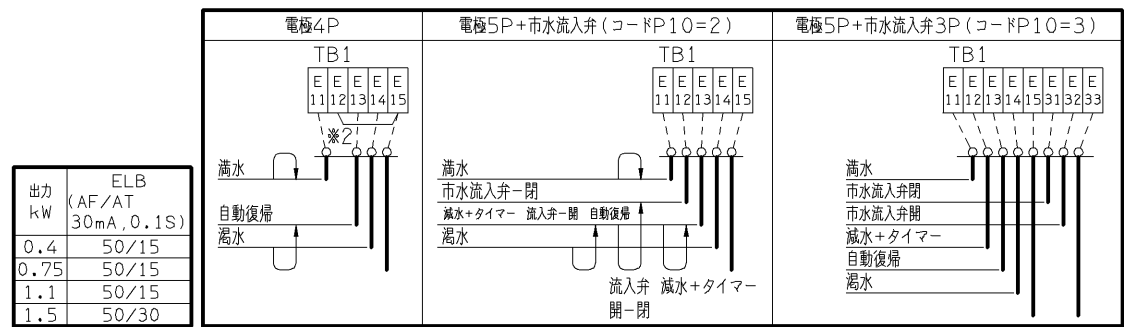 出力
kW
ELB
(AF/AT
30mA,0.1S)
0.4 50/15
0.75 50/15
1.1 50/15
1.5 50/30
電極4P
TB1
E E E E E
11 12 13 14 15
※2
満水
自動復帰
渇水
電極5P+市水流入弁(コードP10=2)
TB1
E E E E E
11 12 13 14 15
満水
市水流入弁-閉
減水+タイマー 流入弁-開 自動復帰
渇水
流入弁 減水+タイマー
開-閉
電極5P+市水流入弁3P(コードP10=3)
TB1
E E E E E E E E
11 12 13 14 15 31 32 33
満水
市水流入弁閉
市水流入弁開
減水+タイマー
自動復帰
渇水